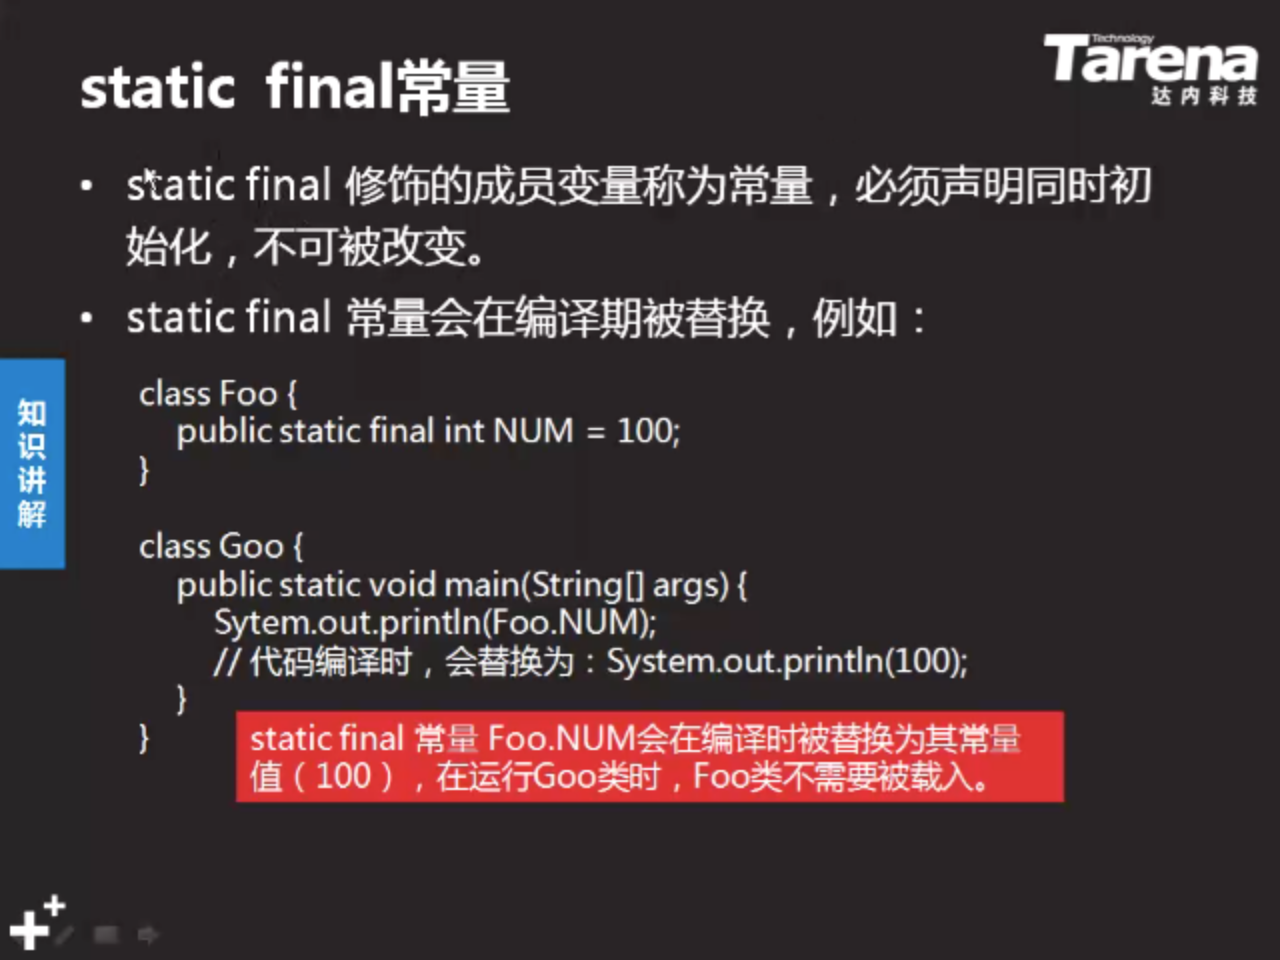 static final常量
Technology
Tarena
达内科技
• static final 修饰的成员变量称为常量，必须声明同时初
始化，不可被改变。
• static final 常量会在编译期被替换，例如：
知识讲解
class Foo {
public static final int NUM = 100;
}
class Goo {
public static void main(String[] args) {
Sytem.out.println(Foo.NUM);
// 代码编译时，会替换为：System.out.println(100);
}
}
static final 常量 Foo.NUM会在编译时被替换为其常量
值（100），在运行Goo类时，Foo类不需要被载入。